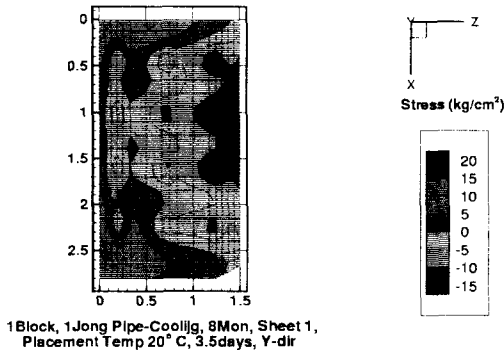 0
0.5
1
1.5
2
2.5
0 0.5 1 1.5
Y Z
X
Stress (kg/cm²)
20
15
10
5
0
-5
-10
-15
1Block, 1Jong Pipe-Coolijg, 8Mon, Sheet 1,
Placement Temp 20° C, 3.5days, Y-dir